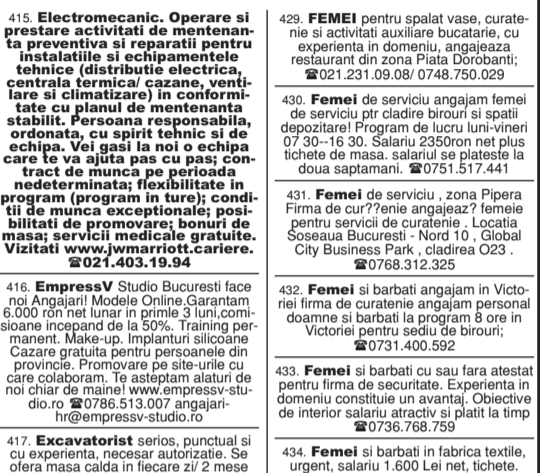 415. Electromecanic. Operare si
prestare activitati de mentenan-
ta preventiva si reparatii pentru
instalatiile si echipamentele
tehnice (distributie electrica,
centrala termica/ cazane, venti-
lare si climatizare) in conformi-
tate cu planul de mentenanta
stabilit. Persoana responsabila,
ordonata, cu spirit tehnic si de
echipa. Vei gasi la noi o echipa
care te va ajuta pas cu pas; con-
tract de munca pe perioada
nedeterminata; flexibilitate in
program (program in ture); condi-
tii de munca exceptionale; posi-
bilitati de promovare; bonuri de
masa; servicii medicale gratuite.
Vizitati www.jwmarriott.cariere.
☎021.403.19.94
416. EmpressV Studio Bucuresti face
noi Angajari! Modele Online.Garantam
6.000 ron net lunar in primle 3 luni,comi-
sioane incepand de la 50%. Training per-
manent. Make-up. Implanturi silicoane
Cazare gratuita pentru persoanele din
provincie. Promovare pe site-urile cu
care colaboram. Te asteptam alaturi de
noi chiar de maine! www.empressv-stu-
dio.ro ☎0786.513.007 angajari-
hr@empressv-studio.ro
417. Excavatorist serios, punctual si
cu experienta, necesar autorizatie. Se
ofera masa calda in fiecare zi/ 2 mese
429. FEMEI pentru spalat vase, curate-
nie si activitati auxiliare bucatarie, cu
experienta in domeniu, angajeaza
restaurant din zona Piata Dorobanti;
☎021.231.09.08/ 0748.750.029
430. Femei de serviciu angajam femei
de serviciu ptr cladire birouri si spatii
depozitare! Program de lucru luni-vineri
07 30--16 30. Salariu 2350ron net plus
tichete de masa. salariul se plateste la
doua saptamani. ☎0751.517.441
431. Femei de serviciu , zona Pipera
Firma de cur??enie angajeaz? femeie
pentru servicii de curatenie . Locatia
Soseaua Bucuresti - Nord 10 , Global
City Business Park , cladirea O23 .
☎0768.312.325
432. Femei si barbati angajam in Victo-
riei firma de curatenie angajam personal
doamne si barbati la program 8 ore in
Victoriei pentru sediu de birouri;
☎0731.400.592
433. Femei si barbati cu sau fara atestat
pentru firma de securitate. Experienta in
domeniu constituie un avantaj. Obiective
de interior salariu atractiv si platit la timp
☎0736.768.759
434. Femei si barbati in fabrica textile,
urgent, salariu 1.600 Lei net, tichete.